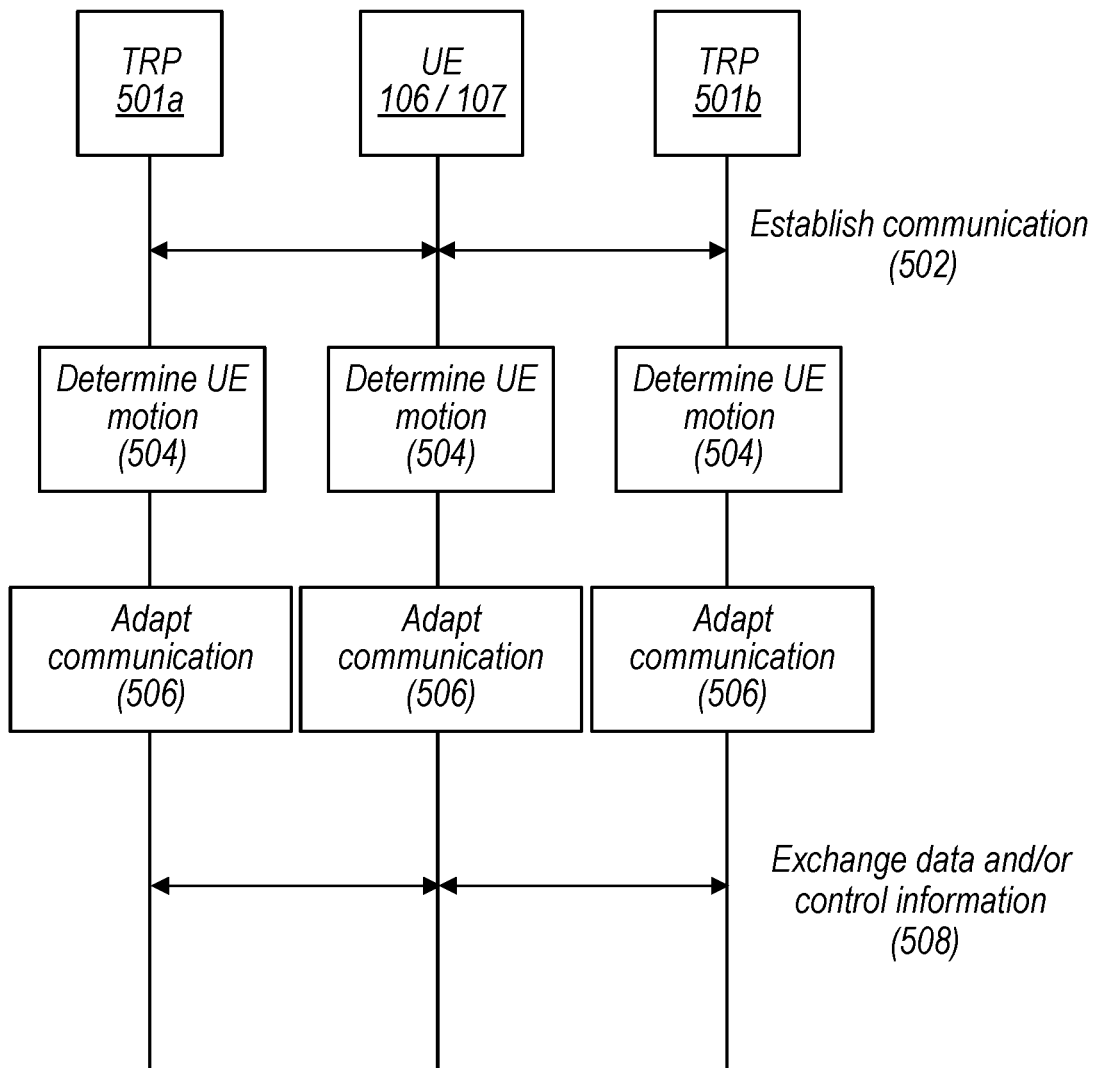 TRP
501a
UE
106 / 107
TRP
501b
Establish communication
(502)
Determine UE
motion
(504)
Determine UE
motion
(504)
Determine UE
motion
(504)
Adapt
communication
(506)
Adapt
communication
(506)
Adapt
communication
(506)
Exchange data and/or
control information
(508)